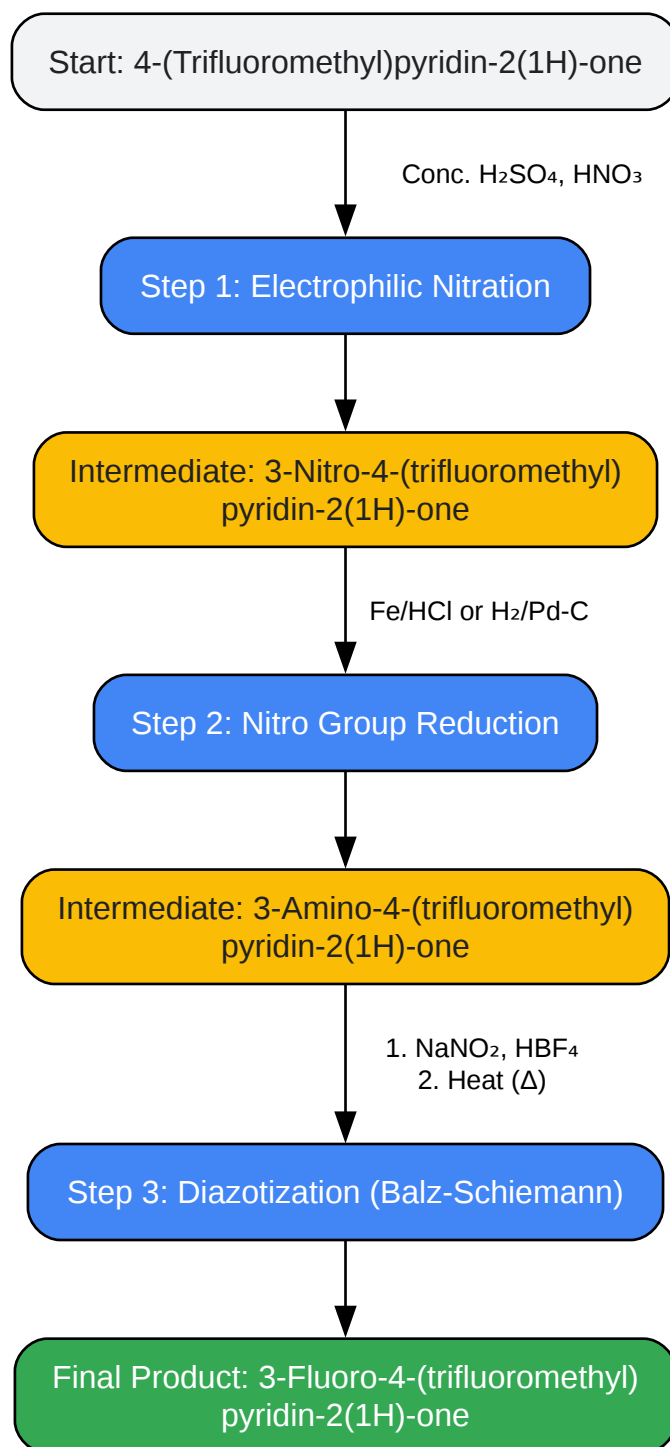 Start: 4-(Trifluoromethyl)pyridin-2(1H)-one
Conc. H₂SO₄, HNO₃
Step 1: Electrophilic Nitration
Intermediate: 3-Nitro-4-(trifluoromethyl)
pyridin-2(1H)-one
Fe/HCl or H₂/Pd-C
Step 2: Nitro Group Reduction
Intermediate: 3-Amino-4-(trifluoromethyl)
pyridin-2(1H)-one
1. NaNO₂, HBF₄
2. Heat (Δ)
Step 3: Diazotization (Balz-Schiemann)
Final Product: 3-Fluoro-4-(trifluoromethyl)
pyridin-2(1H)-one